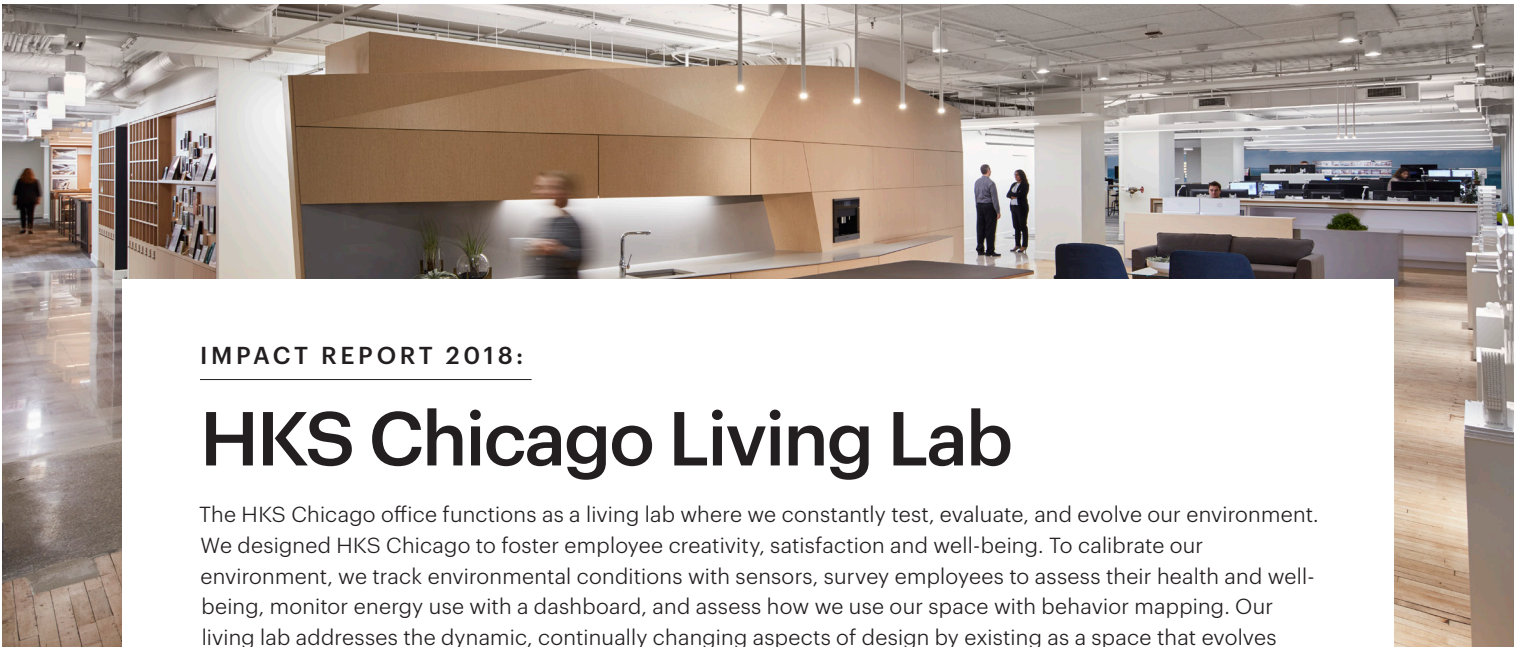 IMPACT REPORT 2018:
HKS Chicago Living Lab
The HKS Chicago office functions as a living lab where we constantly test, evaluate, and evolve our environment.
We designed HKS Chicago to foster employee creativity, satisfaction and well-being. To calibrate our
environment, we track environmental conditions with sensors, survey employees to assess their health and well-
being, monitor energy use with a dashboard, and assess how we use our space with behavior mapping. Our
living lab addresses the dynamic, continually changing aspects of design by existing as a space that evolves